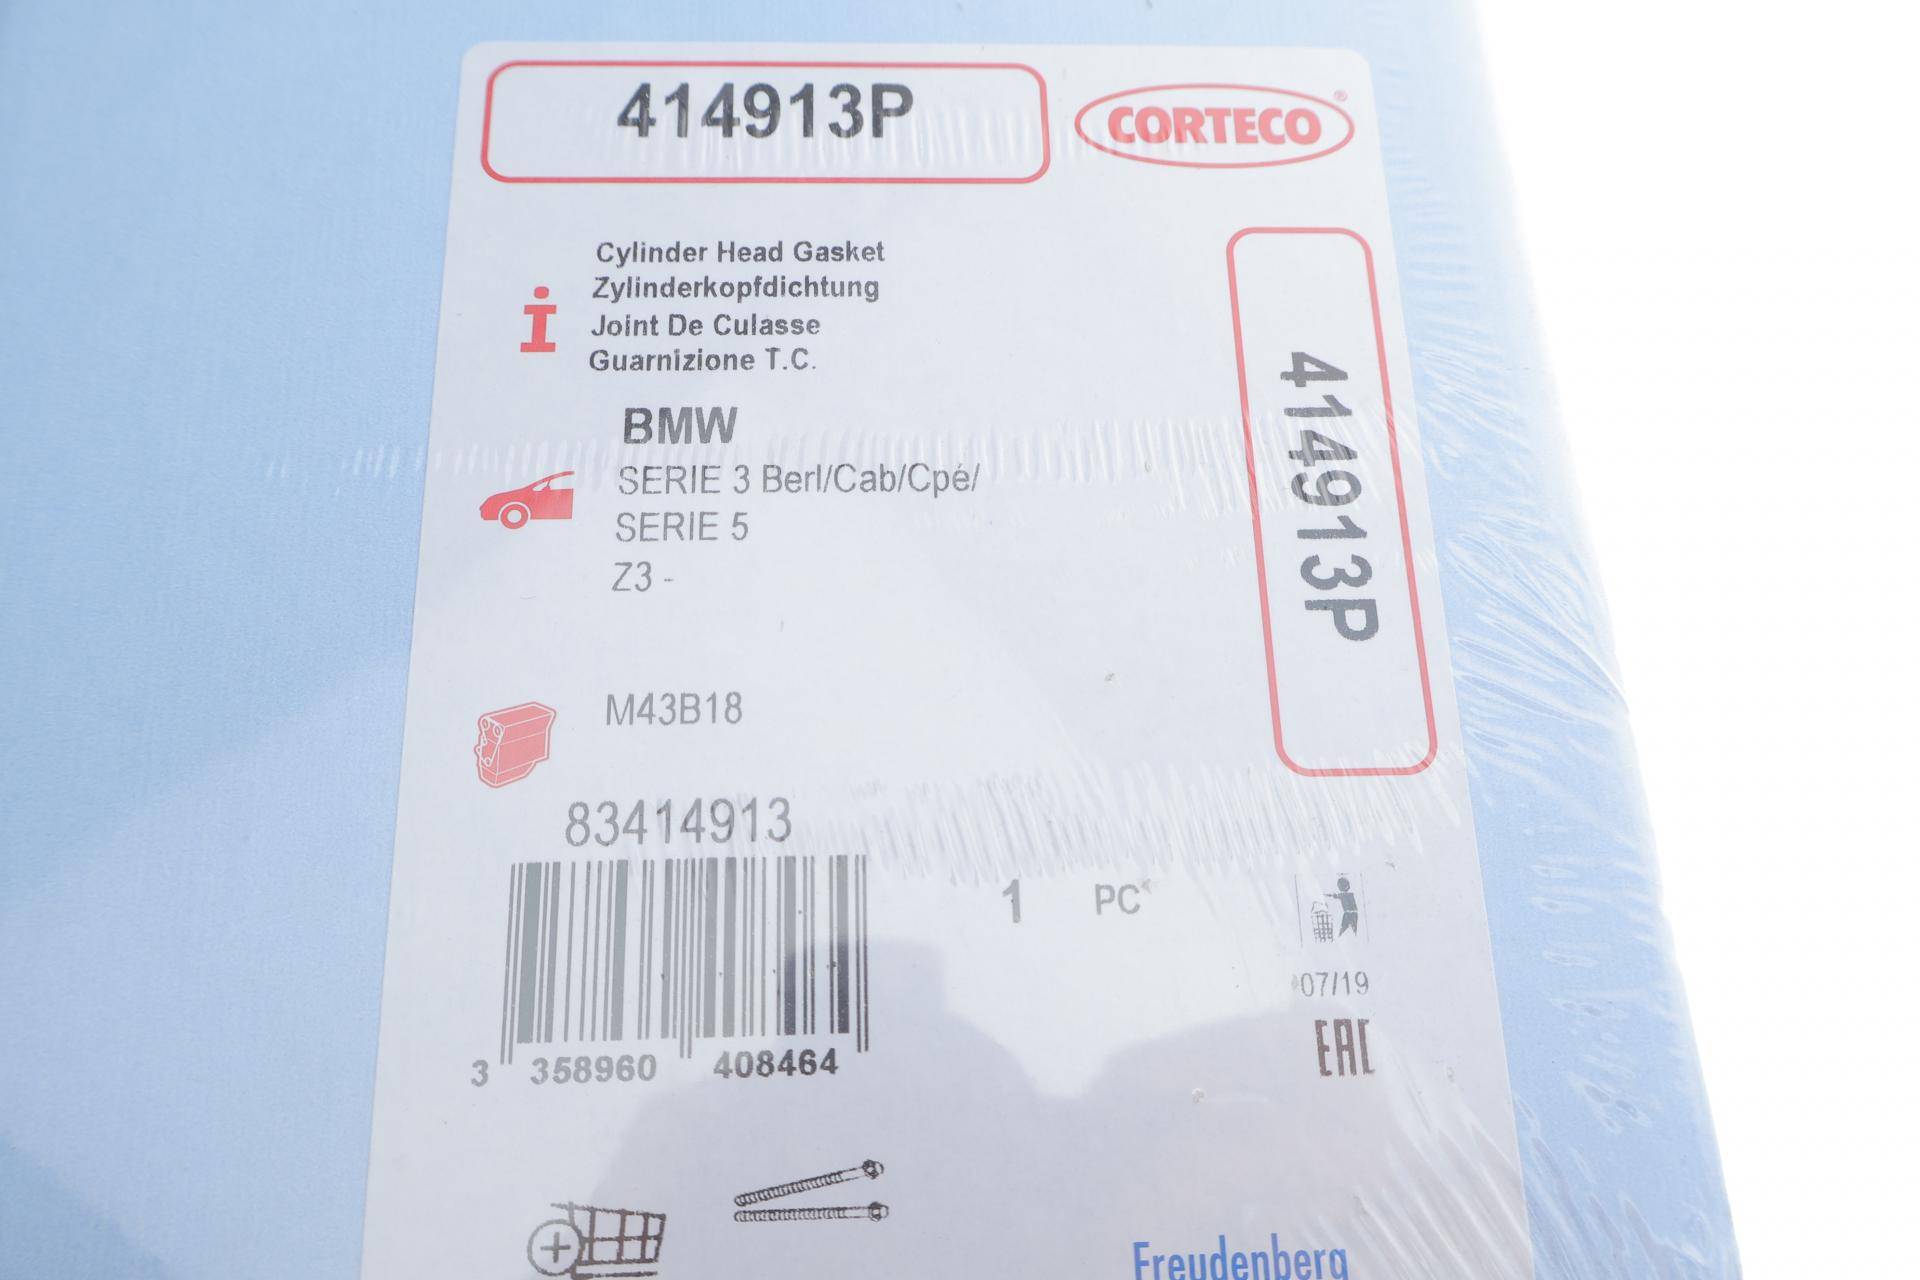 414913P
CORTECO®
Cylinder Head Gasket
Zylinderkopfdichtung
Joint De Culasse
Guarnizione T.C.
414913P
BMW
SERIE 3 Berl/Cab/Cpé/
SERIE 5
Z3 -
M43B18
83414913
1 PC
07/19
EAC
3 358960 408464
Freudenberg